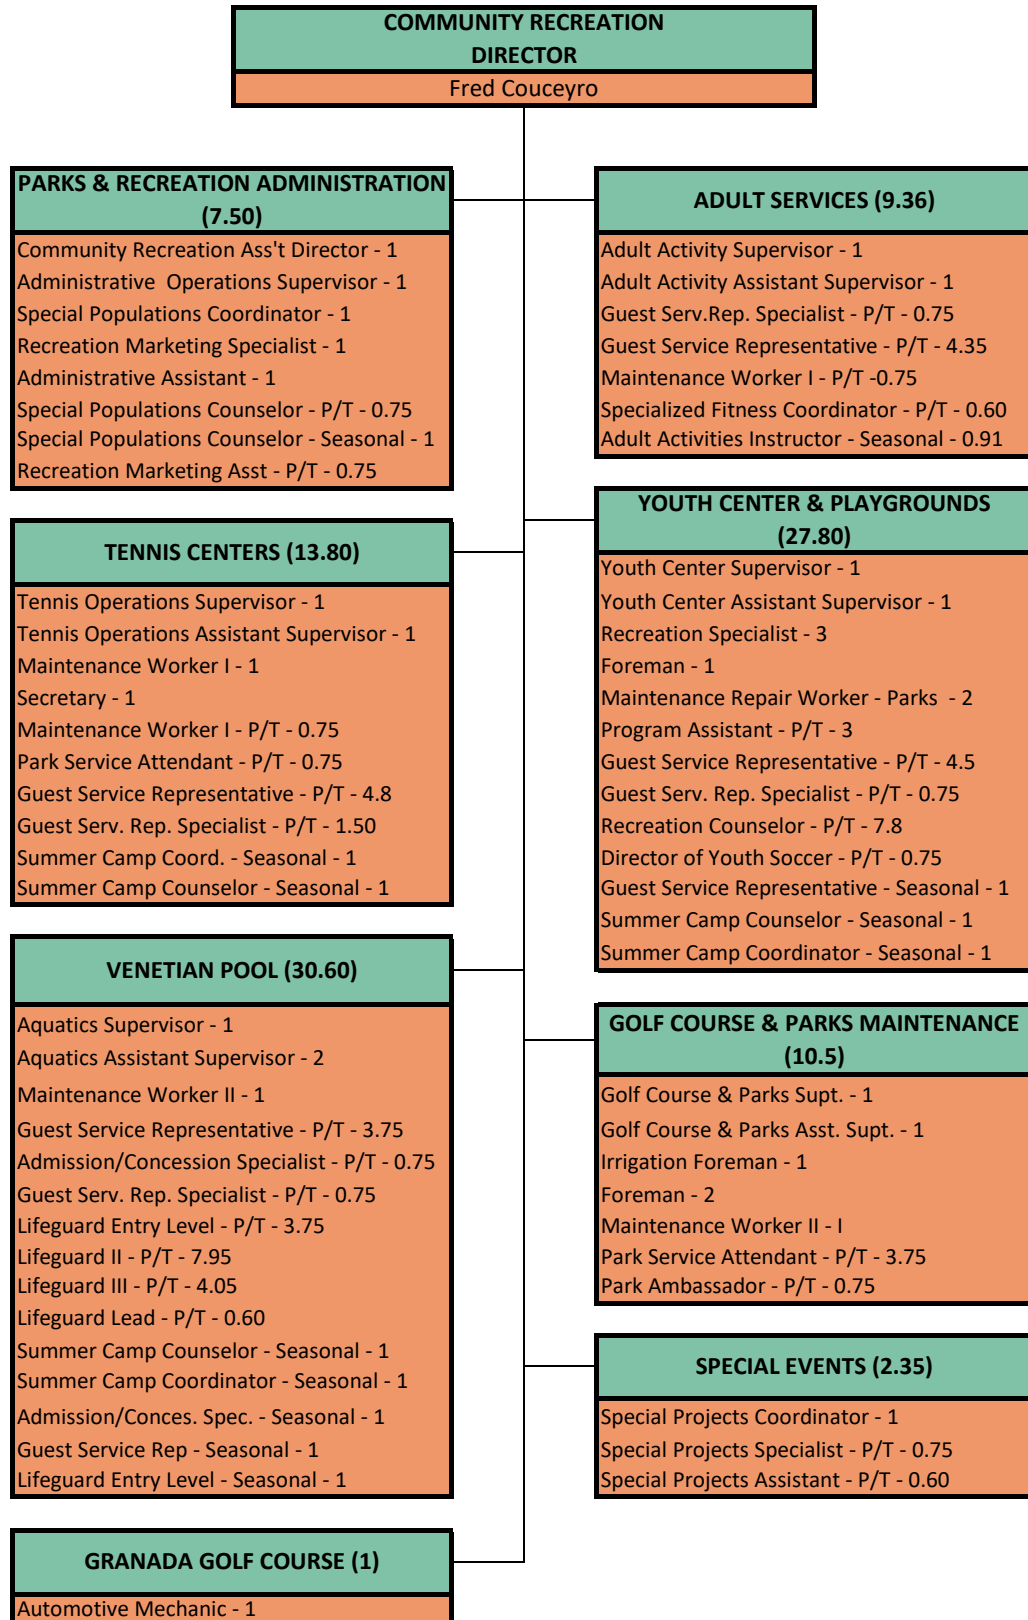 COMMUNITY RECREATION
DIRECTOR
Fred Couceyro
PARKS & RECREATION ADMINISTRATION
(7.50)
Community Recreation Ass't Director - 1
Administrative  Operations Supervisor - 1
Special Populations Coordinator - 1
Recreation Marketing Specialist - 1
Administrative Assistant - 1
Special Populations Counselor - P/T - 0.75
Special Populations Counselor - Seasonal - 1
Recreation Marketing Asst - P/T - 0.75
TENNIS CENTERS (13.80)
Tennis Operations Supervisor - 1
Tennis Operations Assistant Supervisor - 1
Maintenance Worker I - 1
Secretary - 1
Maintenance Worker I - P/T - 0.75
Park Service Attendant - P/T - 0.75
Guest Service Representative - P/T - 4.8
Guest Serv. Rep. Specialist - P/T - 1.50
Summer Camp Coord. - Seasonal - 1
Summer Camp Counselor - Seasonal - 1
VENETIAN POOL (30.60)
Aquatics Supervisor - 1
Aquatics Assistant Supervisor - 2
Maintenance Worker II - 1
Guest Service Representative - P/T - 3.75
Admission/Concession Specialist - P/T - 0.75
Guest Serv. Rep. Specialist - P/T - 0.75
Lifeguard Entry Level - P/T - 3.75
Lifeguard II - P/T - 7.95
Lifeguard III - P/T - 4.05
Lifeguard Lead - P/T - 0.60
Summer Camp Counselor - Seasonal - 1
Summer Camp Coordinator - Seasonal - 1
Admission/Conces. Spec. - Seasonal - 1
Guest Service Rep - Seasonal - 1
Lifeguard Entry Level - Seasonal - 1
GRANADA GOLF COURSE (1)
Automotive Mechanic - 1
ADULT SERVICES (9.36)
Adult Activity Supervisor - 1
Adult Activity Assistant Supervisor - 1
Guest Serv.Rep. Specialist - P/T - 0.75
Guest Service Representative - P/T - 4.35
Maintenance Worker I - P/T -0.75
Specialized Fitness Coordinator - P/T - 0.60
Adult Activities Instructor - Seasonal - 0.91
YOUTH CENTER & PLAYGROUNDS
(27.80)
Youth Center Supervisor - 1
Youth Center Assistant Supervisor - 1
Recreation Specialist - 3
Foreman - 1
Maintenance Repair Worker - Parks  - 2
Program Assistant - P/T - 3
Guest Service Representative - P/T - 4.5
Guest Serv. Rep. Specialist - P/T - 0.75
Recreation Counselor - P/T - 7.8
Director of Youth Soccer - P/T - 0.75
Guest Service Representative - Seasonal - 1
Summer Camp Counselor - Seasonal - 1
Summer Camp Coordinator - Seasonal - 1
GOLF COURSE & PARKS MAINTENANCE
(10.5)
Golf Course & Parks Supt. - 1
Golf Course & Parks Asst. Supt. - 1
Irrigation Foreman - 1
Foreman - 2
Maintenance Worker II - I
Park Service Attendant - P/T - 3.75
Park Ambassador - P/T - 0.75
SPECIAL EVENTS (2.35)
Special Projects Coordinator - 1
Special Projects Specialist - P/T - 0.75
Special Projects Assistant - P/T - 0.60